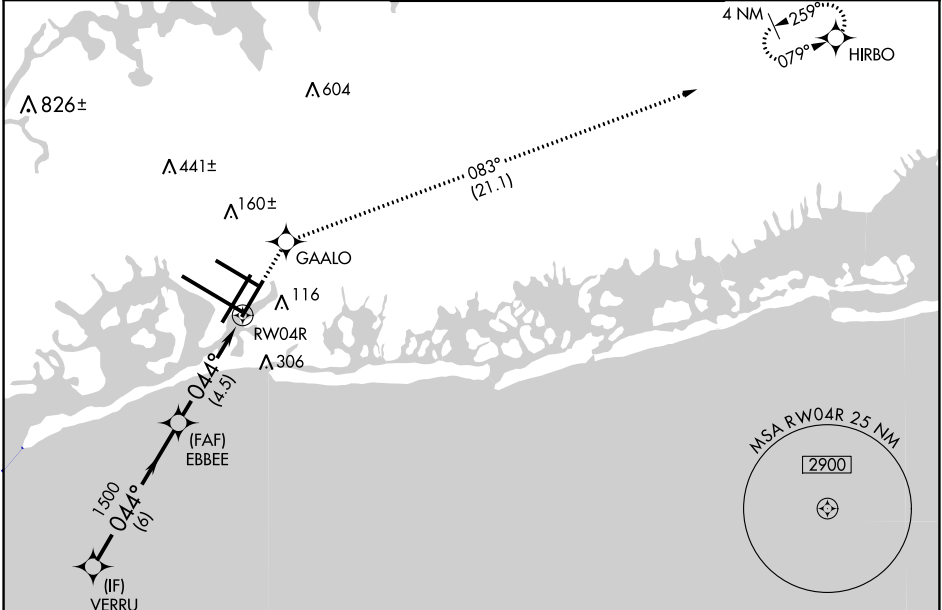 4 NM
259°
079°
HIRBO
604
826±
441±
083°
(21.1)
160±
GAALO
116
RW04R
306
044°
(4.5)
(FAF)
EBBEE
MSA RW04R 25 NM
2900
1500
044°
(6)
(IF)
VERRU